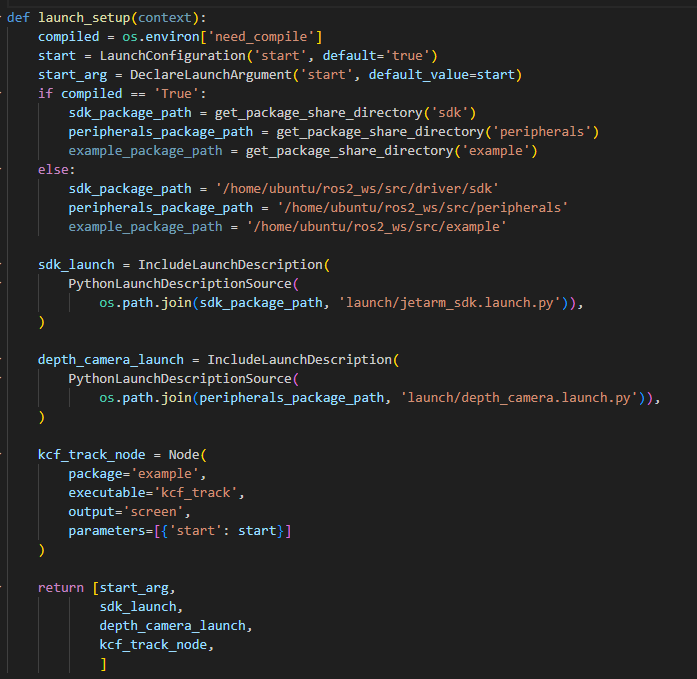 def launch_setup(context):
    compiled = os.environ['need_compile']
    start = LaunchConfiguration('start', default='true')
    start_arg = DeclareLaunchArgument('start', default_value=start)
    if compiled == 'True':
        sdk_package_path = get_package_share_directory('sdk')
        peripherals_package_path = get_package_share_directory('peripherals')
        example_package_path = get_package_share_directory('example')
    else:
        sdk_package_path = '/home/ubuntu/ros2_ws/src/driver/sdk'
        peripherals_package_path = '/home/ubuntu/ros2_ws/src/peripherals'
        example_package_path = '/home/ubuntu/ros2_ws/src/example'

    sdk_launch = IncludeLaunchDescription(
        PythonLaunchDescriptionSource(
            os.path.join(sdk_package_path, 'launch/jetarm_sdk.launch.py')),
    )

    depth_camera_launch = IncludeLaunchDescription(
        PythonLaunchDescriptionSource(
            os.path.join(peripherals_package_path, 'launch/depth_camera.launch.py')),
    )

    kcf_track_node = Node(
        package='example',
        executable='kcf_track',
        output='screen',
        parameters=[{'start': start}]
    )

    return [start_arg,
            sdk_launch,
            depth_camera_launch,
            kcf_track_node,
            ]